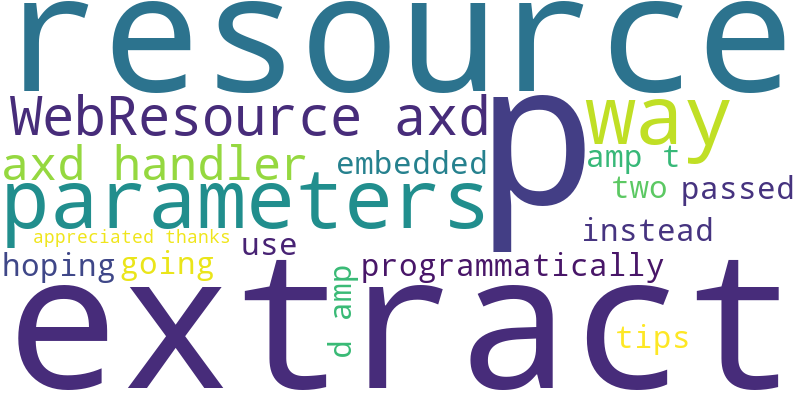 resource
WebResource axd
p
way
axd handler
embedded
amp t
parameters
two
passed
appreciated thanks
use
instead
hoping
going
programmatically
d amp
extract
tips